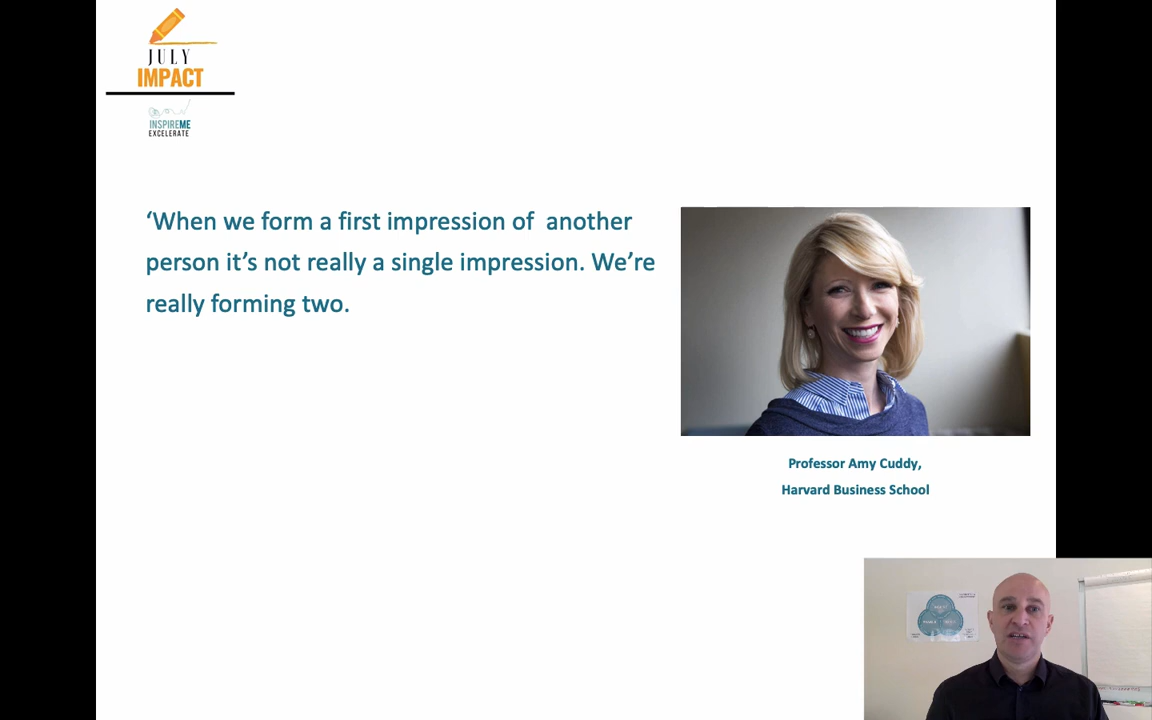 JULY
IMPACT
INSPIREME
EXCELERATE
‘When we form a first impression of  another
person it’s not really a single impression. We’re
really forming two.
Professor Amy Cuddy,
Harvard Business School